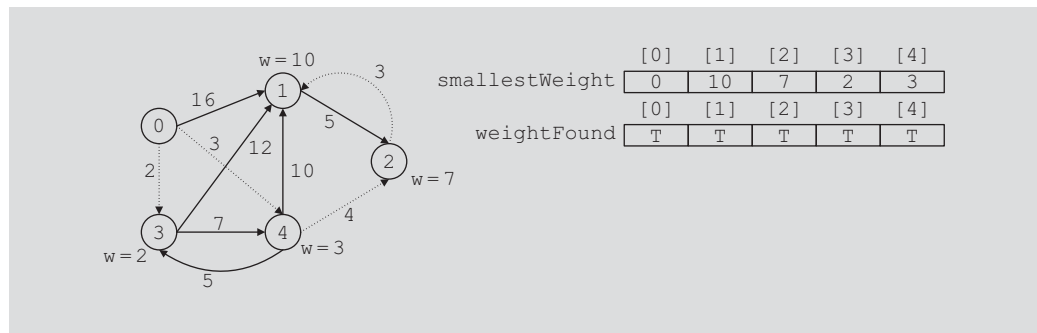 [0] [1] [2] [3] [4]
smallestWeight 0 10 7 2 3
[0] [1] [2] [3] [4]
weightFound T T T T T
w = 10
3
1
16
0
5
3
12
2
2
10
w = 7
4
7
3
4
w = 2
w = 3
5